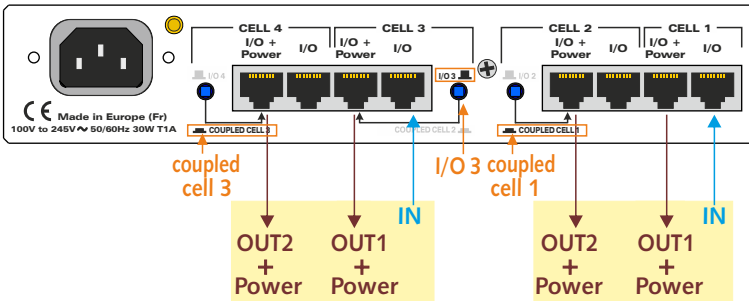 CELL 4
CELL 3
CELL 2
CELL 1
I/O +
Power
I/O
I/O +
Power
I/O
I/O +
Power
I/O
I/O +
Power
I/O
I/O 4
I/O 3
I/O 2
CE Made in Europe (Fr)
100V to 245V ~ 50/60Hz 30W T1A
COUPLED CELL 3
COUPLED CELL 2
COUPLED CELL 1
coupled
cell 3
I/O 3
coupled
cell 1
IN
IN
OUT2
+
Power
OUT1
+
Power
OUT2
+
Power
OUT1
+
Power